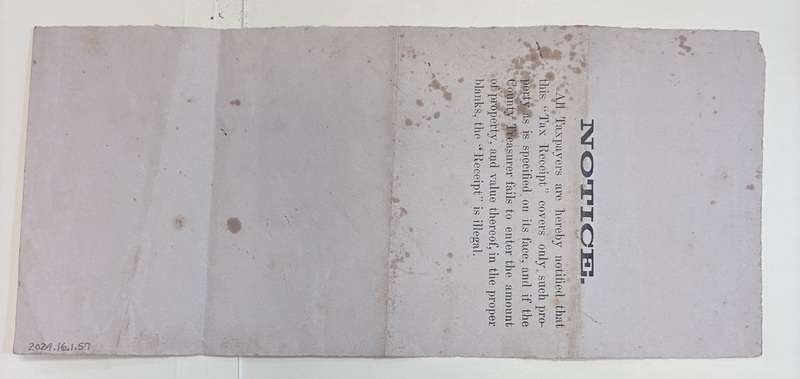 NOTICE.
All Taxpayers are hereby notified that
this "Tax Receipt" covers only such pro-
perty as is specified on its face, and if the
County Treasurer fails to enter the amount
of property, and value thereof, in the proper
blanks, the "Receipt" is illegal.
2024.16.1.57